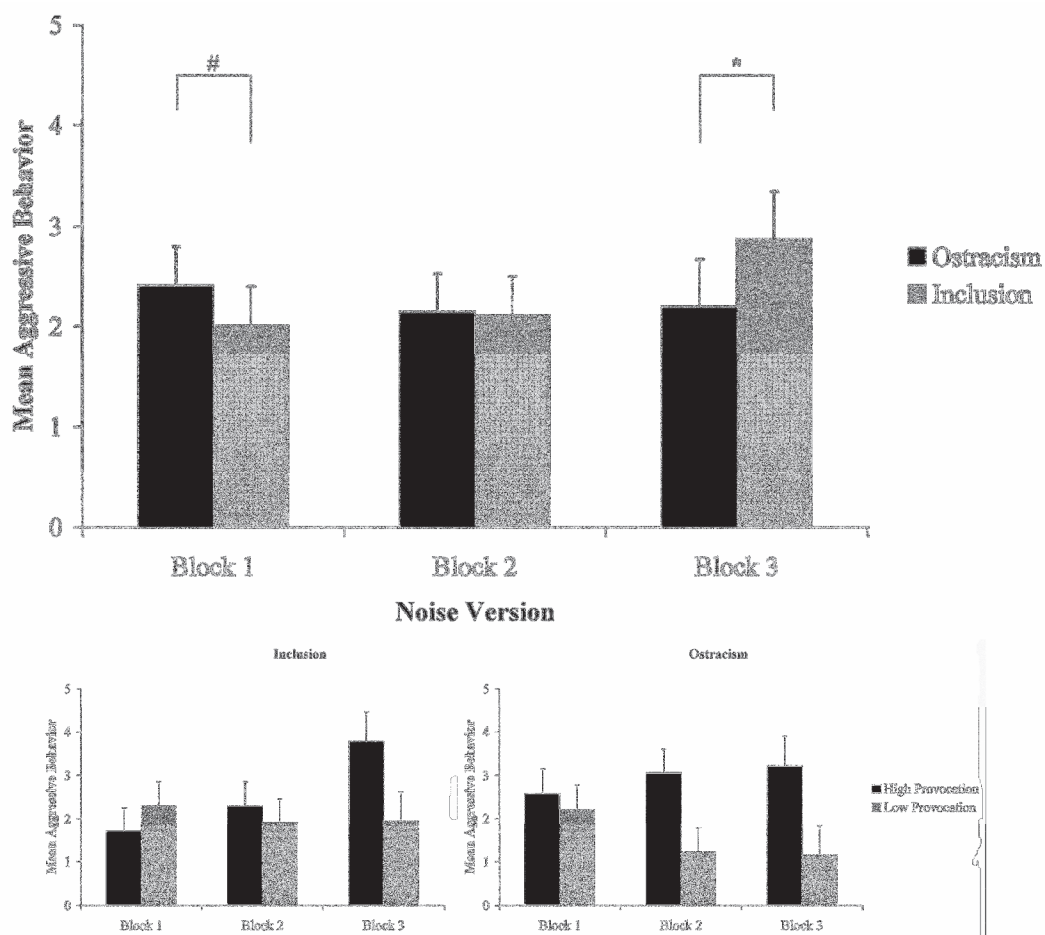 5
#
*
4
Mean Aggressive Behavior
3
Ostracism
Inclusion
2
1
0
Block 1 Block 2 Block 3
Noise Version
Inclusion
5
4
3
2
1
0
Mean Aggressive Behavior
Block 1 Block 2 Block 3
Ostracism
5
4
3
2
1
0
Mean Aggressive Behavior
High Provocation
Low Provocation
Block 1 Block 2 Block 3